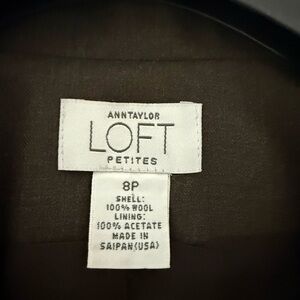 ANNTAYLOR
LOFT
PETITES
8P
SHELL:
100% WOOL
LINING:
100% ACETATE
MADE IN
SAIPAN(USA)